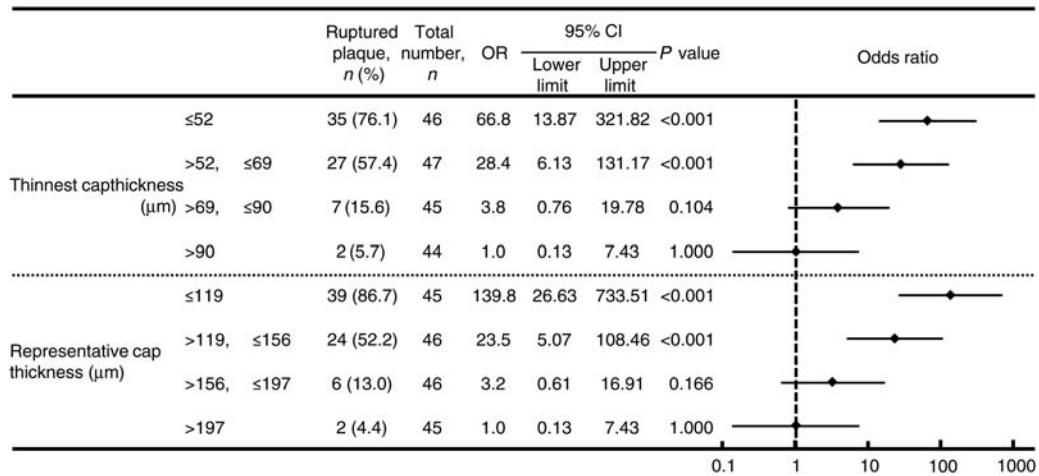 Ruptured plaque, n (%) Total number, n OR 95% CI Lower limit Upper limit P value Odds ratio
Thinnest capthickness (μm)
≤52 35 (76.1) 46 66.8 13.87 321.82 <0.001
>52, ≤69 27 (57.4) 47 28.4 6.13 131.17 <0.001
>69, ≤90 7 (15.6) 45 3.8 0.76 19.78 0.104
>90 2 (5.7) 44 1.0 0.13 7.43 1.000
Representative cap thickness (μm)
≤119 39 (86.7) 45 139.8 26.63 733.51 <0.001
>119, ≤156 24 (52.2) 46 23.5 5.07 108.46 <0.001
>156, ≤197 6 (13.0) 46 3.2 0.61 16.91 0.166
>197 2 (4.4) 45 1.0 0.13 7.43 1.000
0.1 1 10 100 1000